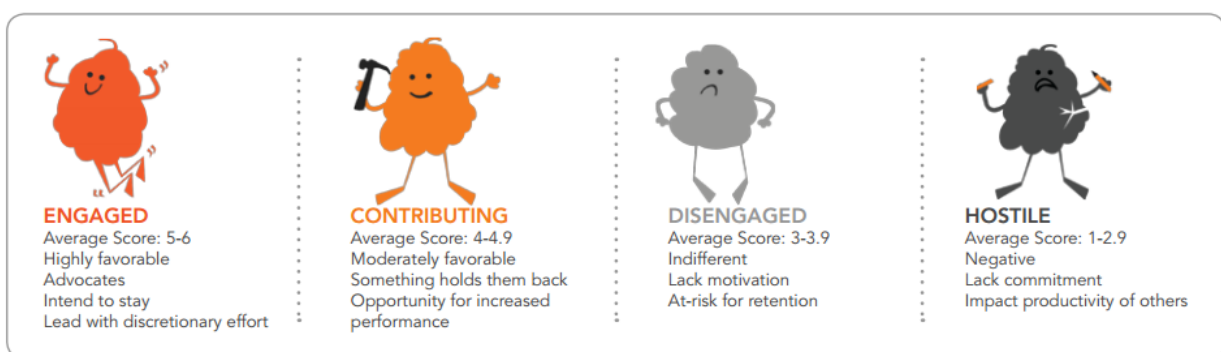 ENGAGED
Average Score: 5-6
Highly favorable
Advocates
Intend to stay
Lead with discretionary effort
CONTRIBUTING
Average Score: 4-4.9
Moderately favorable
Something holds them back
Opportunity for increased
performance
DISENGAGED
Average Score: 3-3.9
Indifferent
Lack motivation
At-risk for retention
HOSTILE
Average Score: 1-2.9
Negative
Lack commitment
Impact productivity of others